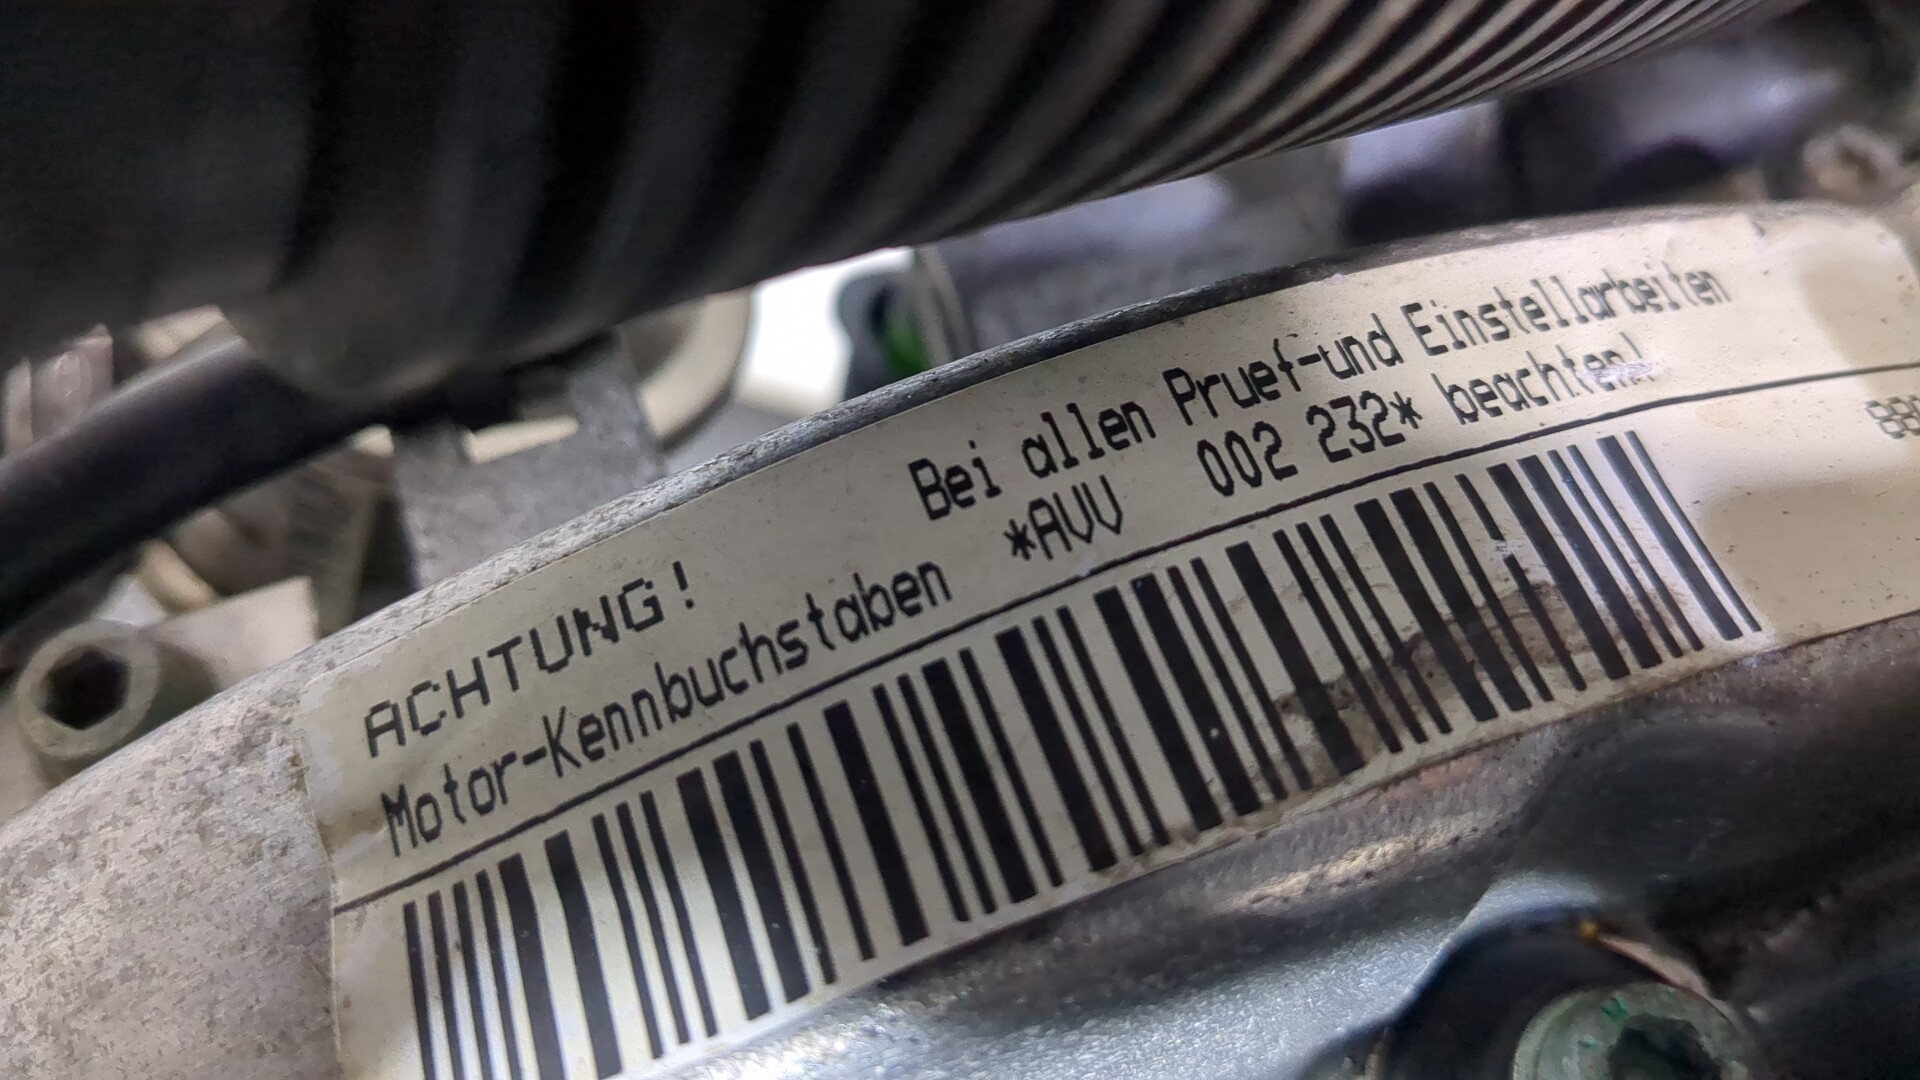 ACHTUNG! Bei allen Pruef-und Einstellarbeiten
Motor-Kennbuchstaben *AVV 002 232* beachten!